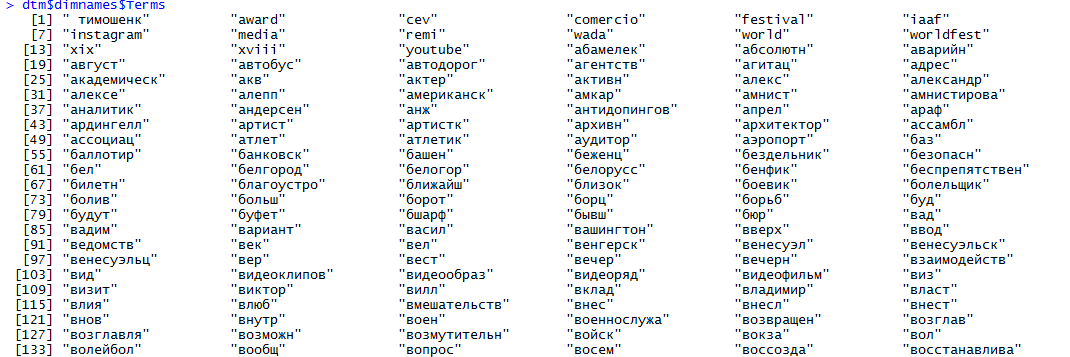 > dtm$dimnames$Terms
[1] " тимошенк" "award" "cev" "comercio" "festival" "iaaf"
[7] "instagram" "media" "remi" "wada" "world" "worldfest"
[13] "xix" "xviii" "youtube" "абамелек" "абсолютн" "аварийн"
[19] "август" "автобус" "автодорог" "агентств" "агитац" "адрес"
[25] "академическ" "акв" "актер" "активн" "алекс" "александр"
[31] "алексе" "алепп" "американск" "амкар" "амнист" "амнистирова"
[37] "аналитик" "андерсен" "анж" "антидопингов" "апрел" "араф"
[43] "ардингелл" "артист" "артистк" "архивн" "архитектор" "ассамбл"
[49] "ассоциац" "атлет" "атлетик" "аудитор" "аэропорт" "баз"
[55] "баллотир" "банковск" "башен" "беженц" "бездельник" "безопасн"
[61] "бел" "белгород" "белогор" "белорусс" "бенфик" "беспрепятствен"
[67] "билетн" "благоустро" "ближайш" "близок" "боевик" "болельщик"
[73] "болив" "больш" "борот" "борц" "борьб" "буд"
[79] "будут" "буфет" "бшарф" "бывш" "бюр" "вад"
[85] "вадим" "вариант" "васил" "вашингтон" "вверх" "ввод"
[91] "ведомств" "век" "вел" "венгерск" "венесуэл" "венесуэльск"
[97] "венесуэльц" "вер" "вест" "вечер" "вечерн" "взаимодейств"
[103] "вид" "видеоклипов" "видеообраз" "видеоряд" "видеофильм" "виз"
[109] "визит" "виктор" "вилл" "вклад" "владимир" "власт"
[115] "влия" "влюб" "вмешательств" "внес" "внесл" "внест"
[121] "внов" "внутр" "воен" "военнослужа" "возвращен" "возглав"
[127] "возглавля" "возможн" "возмутительн" "войск" "вокза" "вол"
[133] "волейбол" "вообщ" "вопрос" "восем" "воссозда" "восстанавлива"